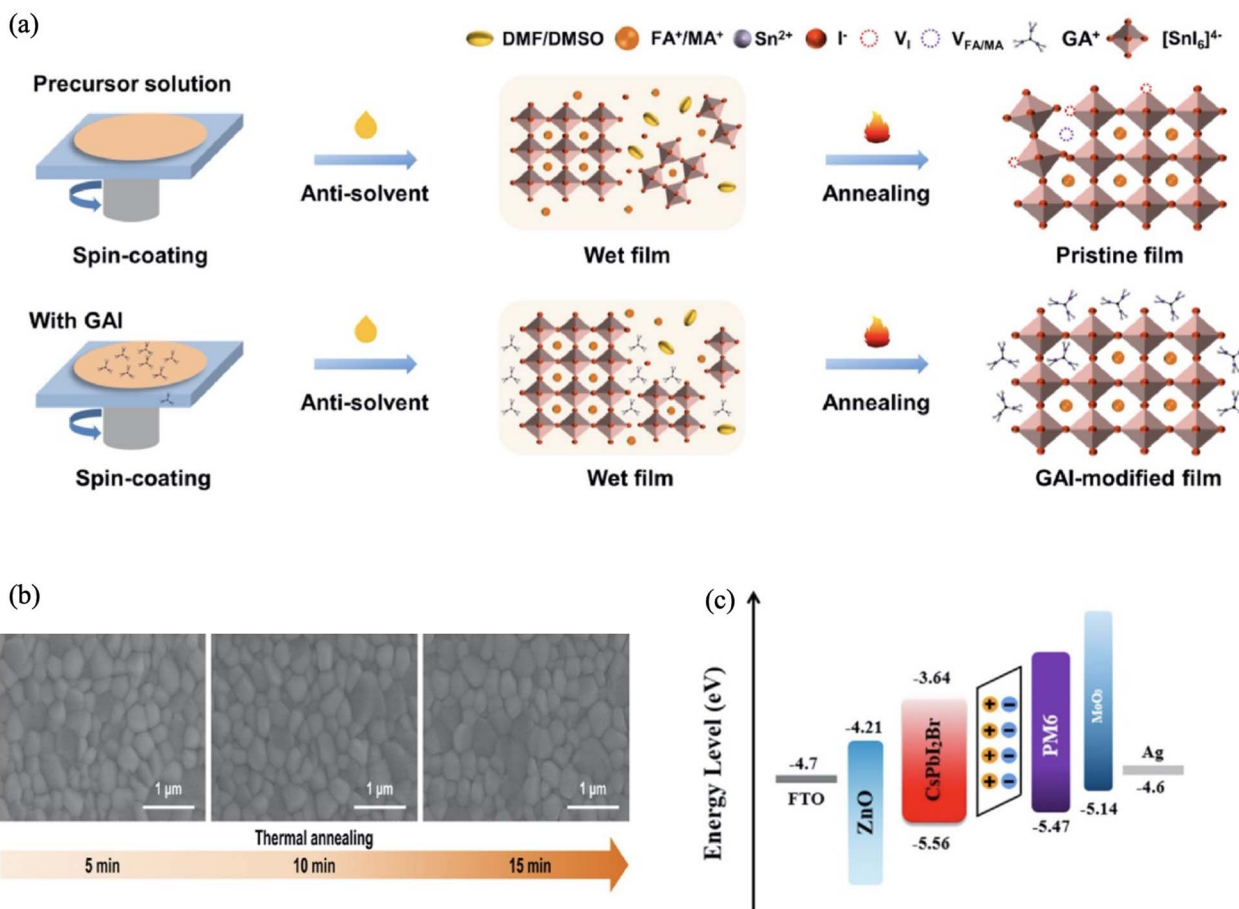 (a)
DMF/DMSO FA⁺/MA⁺ Sn²⁺ I⁻ V_I V_FA/MA GA⁺ [SnI₆]⁴⁻
Precursor solution
Anti-solvent
Annealing
Spin-coating
Wet film
Pristine film
With GAI
Anti-solvent
Annealing
Spin-coating
Wet film
GAI-modified film
(b)
1 μm
1 μm
1 μm
Thermal annealing
5 min 10 min 15 min
(c)
Energy Level (eV)
-4.7
FTO
-4.21
ZnO
-3.64
CsPbI₂Br
-5.56
+ −
+ −
+ −
+ −
PM6
-5.47
MoO₃
-5.14
Ag
-4.6